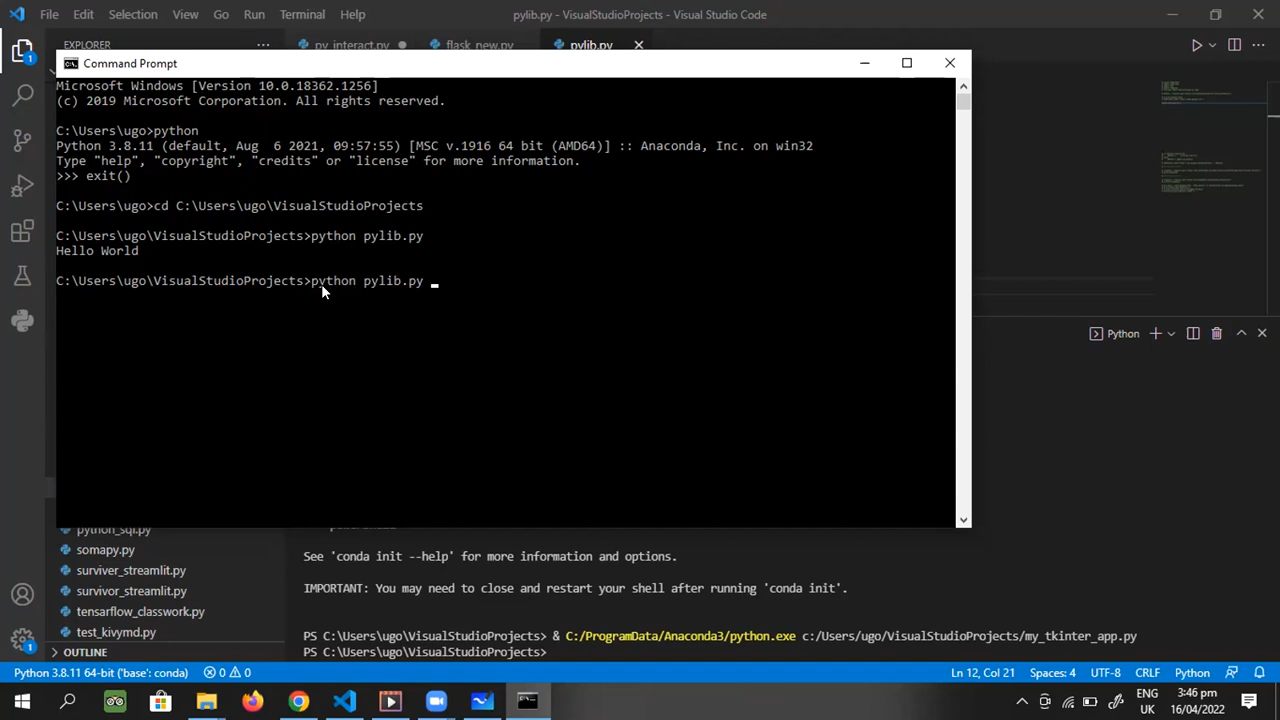 File Edit Selection View Go Run Terminal Help pylib.py - VisualStudioProjects - Visual Studio Code
EXPLORER ··· py_interact.py flask_new.py pylib.py
Command Prompt
Microsoft Windows [Version 10.0.18362.1256]
(c) 2019 Microsoft Corporation. All rights reserved.
C:\Users\ugo>python
Python 3.8.11 (default, Aug  6 2021, 09:57:55) [MSC v.1916 64 bit (AMD64)] :: Anaconda, Inc. on win32
Type "help", "copyright", "credits" or "license" for more information.
>>> exit()
C:\Users\ugo>cd C:\Users\ugo\VisualStudioProjects
C:\Users\ugo\VisualStudioProjects>python pylib.py
Hello World
C:\Users\ugo\VisualStudioProjects>python pylib.py
Python
python_sql.py
somapy.py
surviver_streamlit.py
survivor_streamlit.py
tensarflow_classwork.py
test_kivymd.py
OUTLINE
See 'conda init --help' for more information and options.
IMPORTANT: You may need to close and restart your shell after running 'conda init'.
PS C:\Users\ugo\VisualStudioProjects> & C:/ProgramData/Anaconda3/python.exe c:/Users/ugo/VisualStudioProjects/my_tkinter_app.py
PS C:\Users\ugo\VisualStudioProjects>
Python 3.8.11 64-bit ('base': conda) 0 0 Ln 12, Col 21 Spaces: 4 UTF-8 CRLF Python
ENG 3:46 pm
UK 16/04/2022